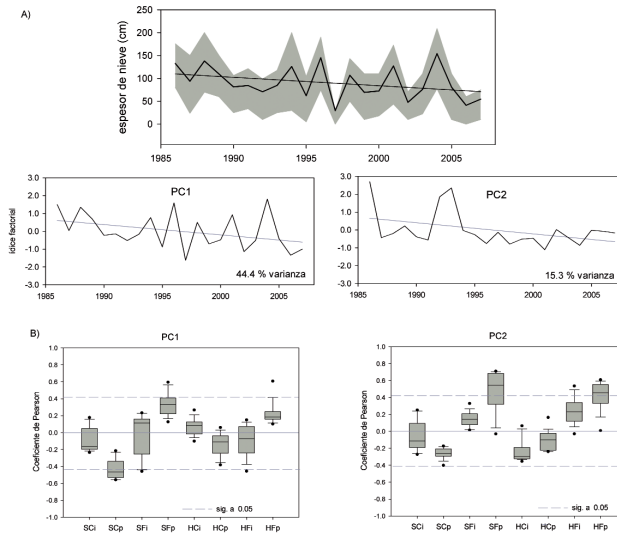 A)
espesor de nieve (cm)
250
200
150
100
50
0
1985 1990 1995 2000 2005
PC1
ídice factorial
3.0
2.0
1.0
0.0
-1.0
-2.0
-3.0
44.4 % varianza
1985 1990 1995 2000 2005
PC2
3.0
2.0
1.0
0.0
-1.0
-2.0
-3.0
15.3 % varianza
1985 1990 1995 2000 2005
B)
PC1
Coeficiente de Pearson
1.0
0.8
0.6
0.4
0.2
0.0
-0.2
-0.4
-0.6
-0.8
-1.0
sig. a 0.05
SCi SCp SFi SFp HCi HCp HFi HFp
PC2
Coeficiente de Pearson
1.0
0.8
0.6
0.4
0.2
0.0
-0.2
-0.4
-0.6
-0.8
-1.0
sig. a 0.05
SCi SCp SFi SFp HCi HCp HFi HFp